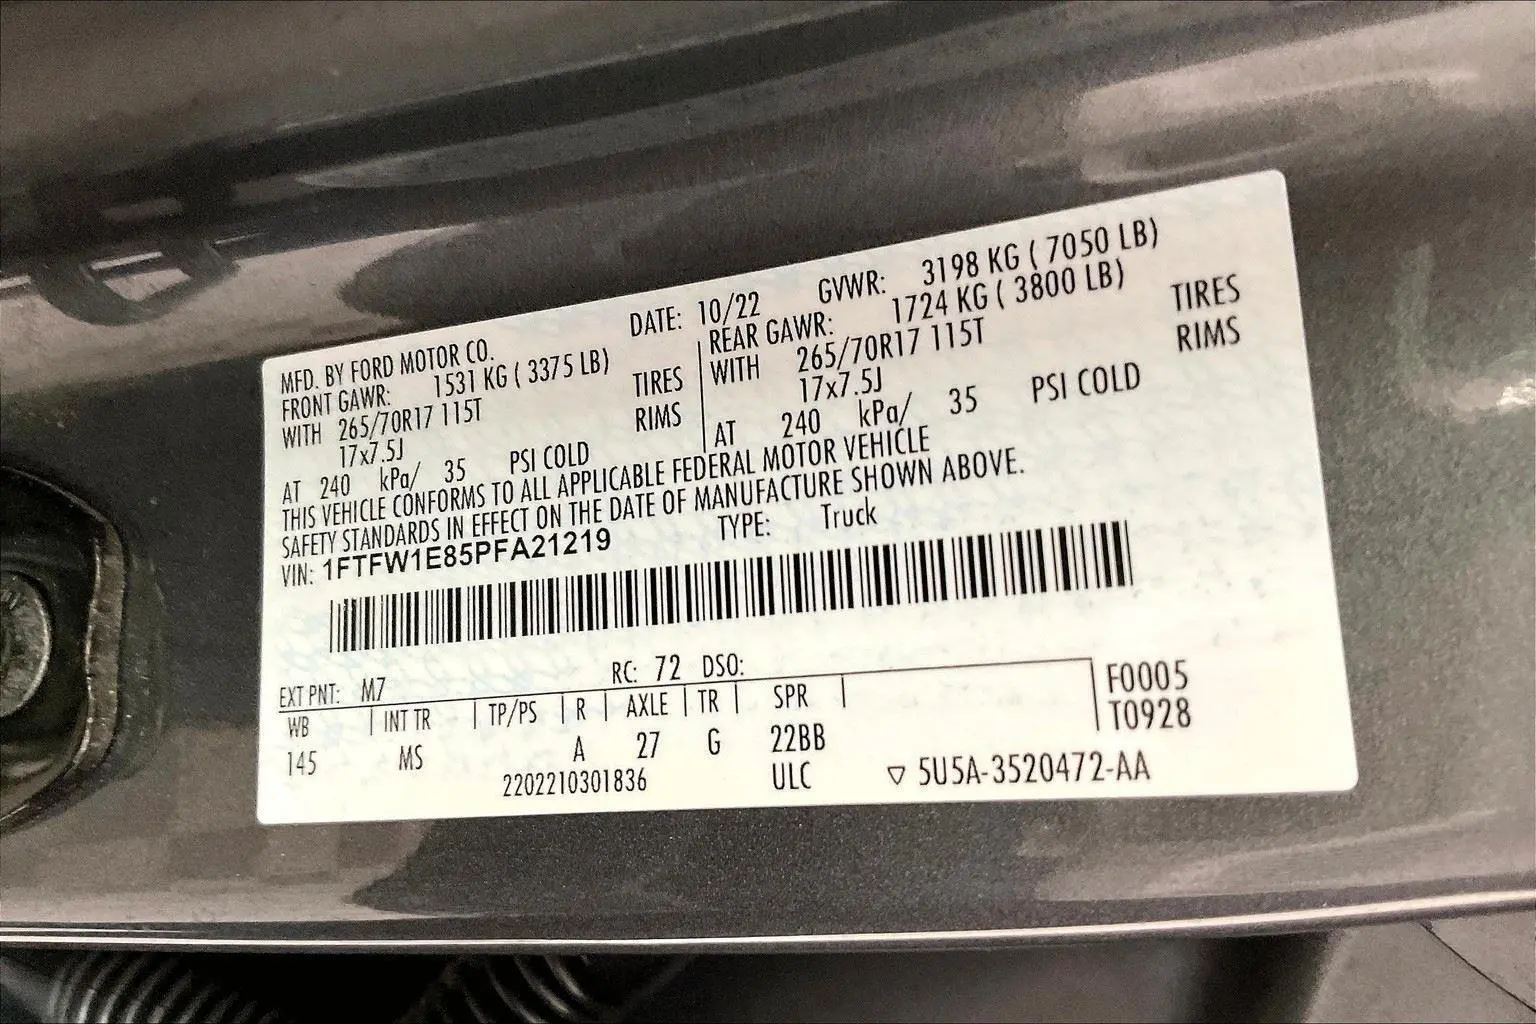 MFD. BY FORD MOTOR CO.
DATE: 10/22 GVWR: 3198 KG ( 7050 LB)
FRONT GAWR: 1531 KG ( 3375 LB)
REAR GAWR: 1724 KG ( 3800 LB)
WITH 265/70R17 115T TIRES
WITH 265/70R17 115T TIRES
17x7.5J RIMS
17x7.5J RIMS
AT 240 kPa/ 35 PSI COLD
AT 240 kPa/ 35 PSI COLD
THIS VEHICLE CONFORMS TO ALL APPLICABLE FEDERAL MOTOR VEHICLE
SAFETY STANDARDS IN EFFECT ON THE DATE OF MANUFACTURE SHOWN ABOVE.
VIN: 1FTFW1E85PFA21219 TYPE: Truck
EXT PNT: M7 RC: 72 DSO:
WB INT TR TP/PS R AXLE TR SPR
F0005
T0928
145 MS A 27 G 22BB
2202210301836 ULC ▽ 5U5A-3520472-AA